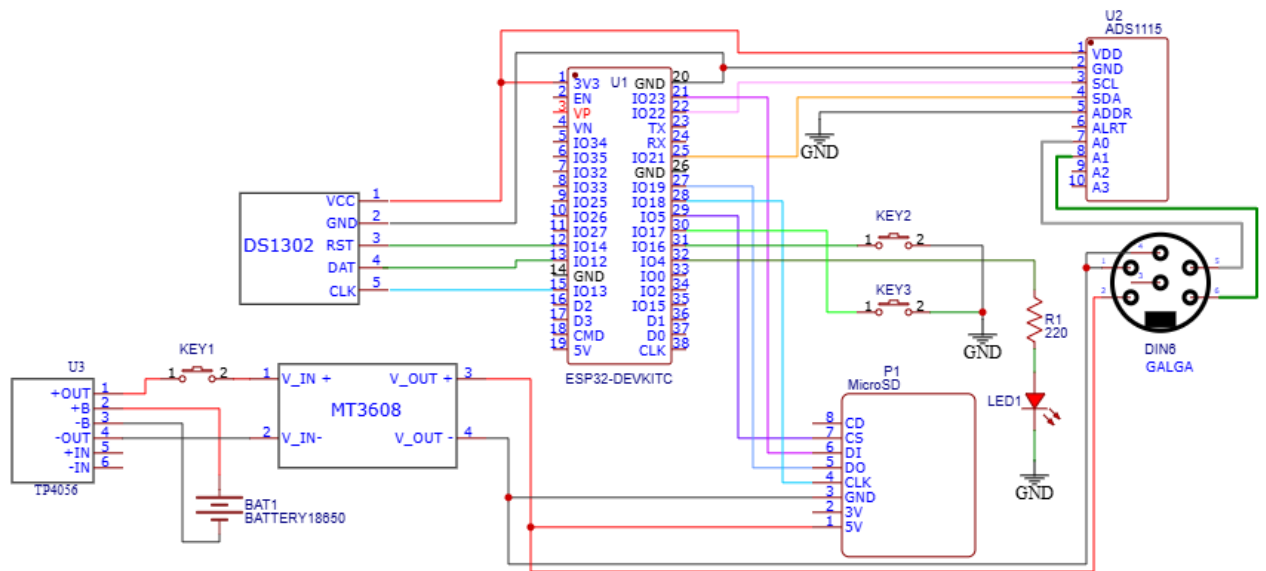 U2
ADS1115
1 VDD
2 GND
3 SCL
4 SDA
5 ADDR
6 ALRT
7 A0
8 A1
9 A2
10 A3
GND
U1
1 3V3
2 EN
3 VP
4 VN
5 IO34
6 IO35
7 IO32
8 IO33
9 IO25
10 IO26
11 IO27
12 IO14
13 IO12
14 GND
15 IO13
16 D2
17 D3
18 CMD
19 5V
GND 20
IO23 21
IO22 22
TX 23
RX 24
IO21 25
GND 26
IO19 27
IO18 28
IO5 29
IO17 30
IO16 31
IO4 32
IO0 33
IO2 34
IO15 35
D1 36
D0 37
CLK 38
ESP32-DEVKITC
DS1302
VCC 1
GND 2
RST 3
DAT 4
CLK 5
KEY2
1 2
KEY3
1 2
GND
R1
220
LED1
GND
4
1 5
3
2 6
DIN6
GALGA
U3
+OUT 1
+B 2
-B 3
-OUT 4
+IN 5
-IN 6
TP4056
KEY1
1 2
1 V_IN +
2 V_IN-
MT3608
V_OUT + 3
V_OUT - 4
BAT1
BATTERY18650
P1
MicroSD
8 CD
7 CS
6 DI
5 DO
4 CLK
3 GND
2 3V
1 5V